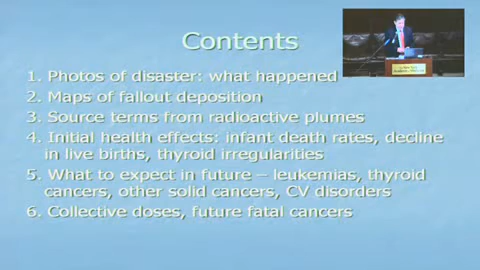 Contents
1. Photos of disaster: what happened
2. Maps of fallout deposition
3. Source terms from radioactive plumes
4. Initial health effects: infant death rates, decline
in live births, thyroid irregularities
5. What to expect in future – leukemias, thyroid
cancers, other solid cancers, CV disorders
6. Collective doses, future fatal cancers